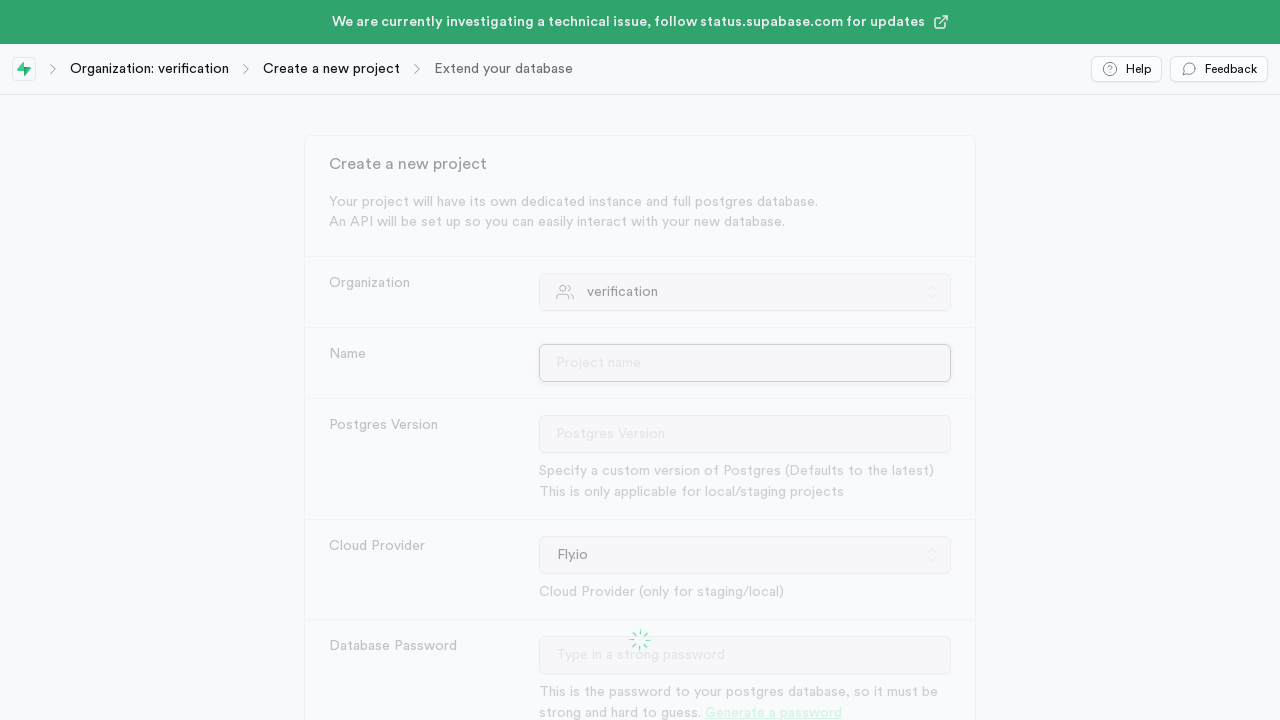 We are currently investigating a technical issue, follow status.supabase.com for updates
Organization: verification
Create a new project
Extend your database
Help
Feedback
Create a new project
Your project will have its own dedicated instance and full postgres database.
An API will be set up so you can easily interact with your new database.
Organization
verification
Name
Project name
Postgres Version
Postgres Version
Specify a custom version of Postgres (Defaults to the latest)
This is only applicable for local/staging projects
Cloud Provider
Fly.io
Cloud Provider (only for staging/local)
Database Password
Type in a strong password
This is the password to your postgres database, so it must be
strong and hard to guess. Generate a password